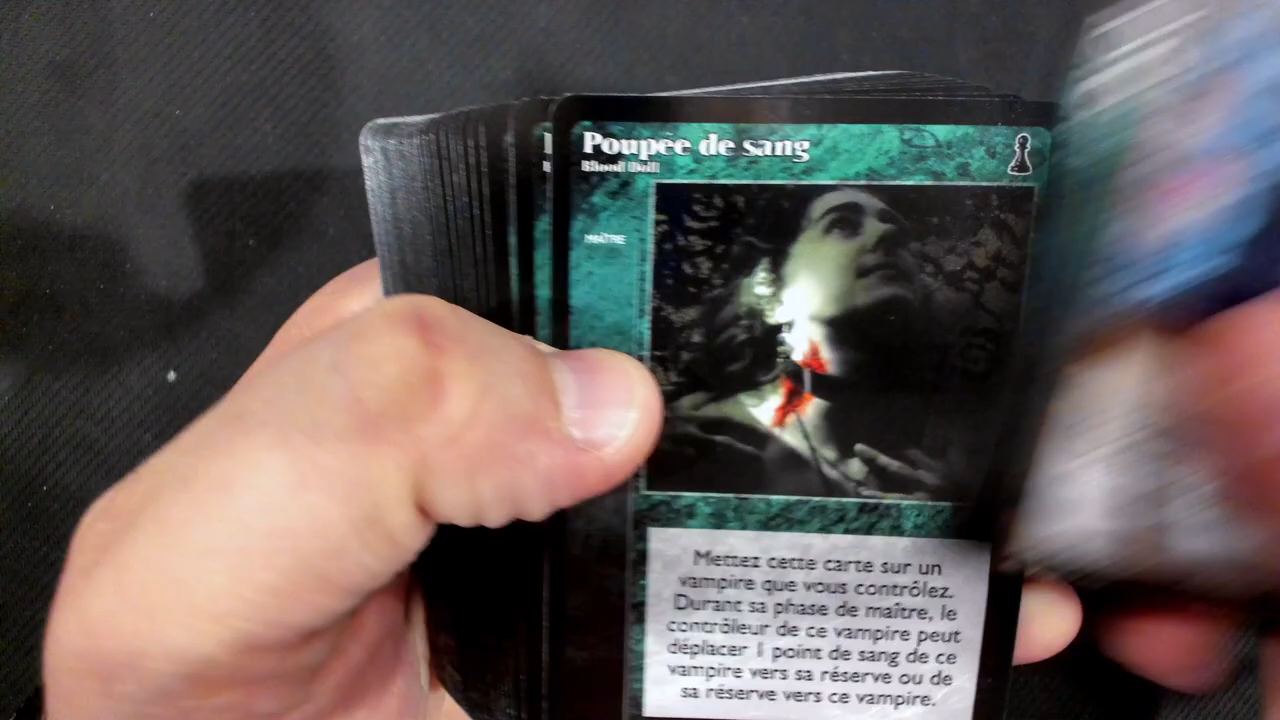 Poupée de sang
Blood Doll
MAÎTRE
Mettez cette carte sur un
vampire que vous contrôlez.
Durant sa phase de maître, le
contrôleur de ce vampire peut
déplacer 1 point de sang de ce
vampire vers sa réserve ou de
sa réserve vers ce vampire.